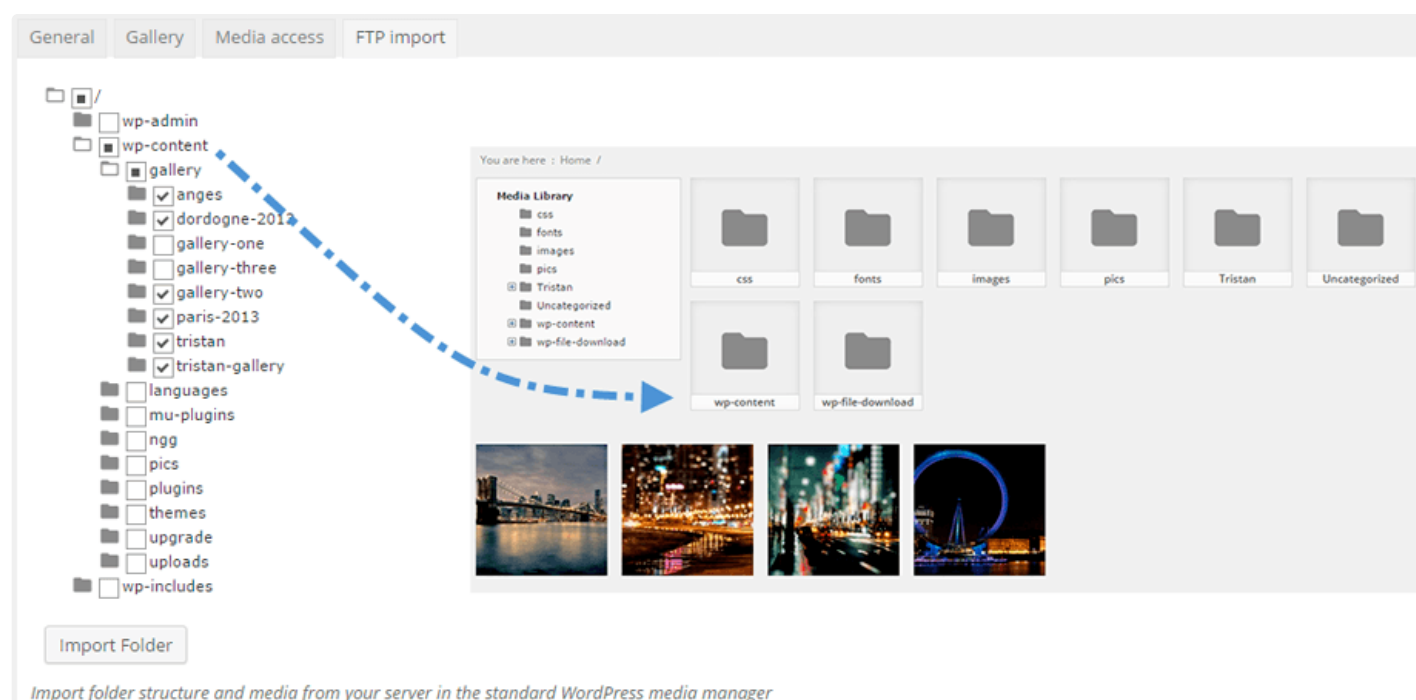 General Gallery Media access FTP import
/
wp-admin
wp-content
gallery
anges
dordogne-2013
gallery-one
gallery-three
gallery-two
paris-2013
tristan
tristan-gallery
languages
mu-plugins
ngg
pics
plugins
themes
upgrade
uploads
wp-includes
You are here : Home /
Media Library
css
fonts
images
pics
Tristan
Uncategorized
wp-content
wp-file-download
css fonts images pics Tristan Uncategorized
wp-content wp-file-download
Import Folder
Import folder structure and media from your server in the standard WordPress media manager